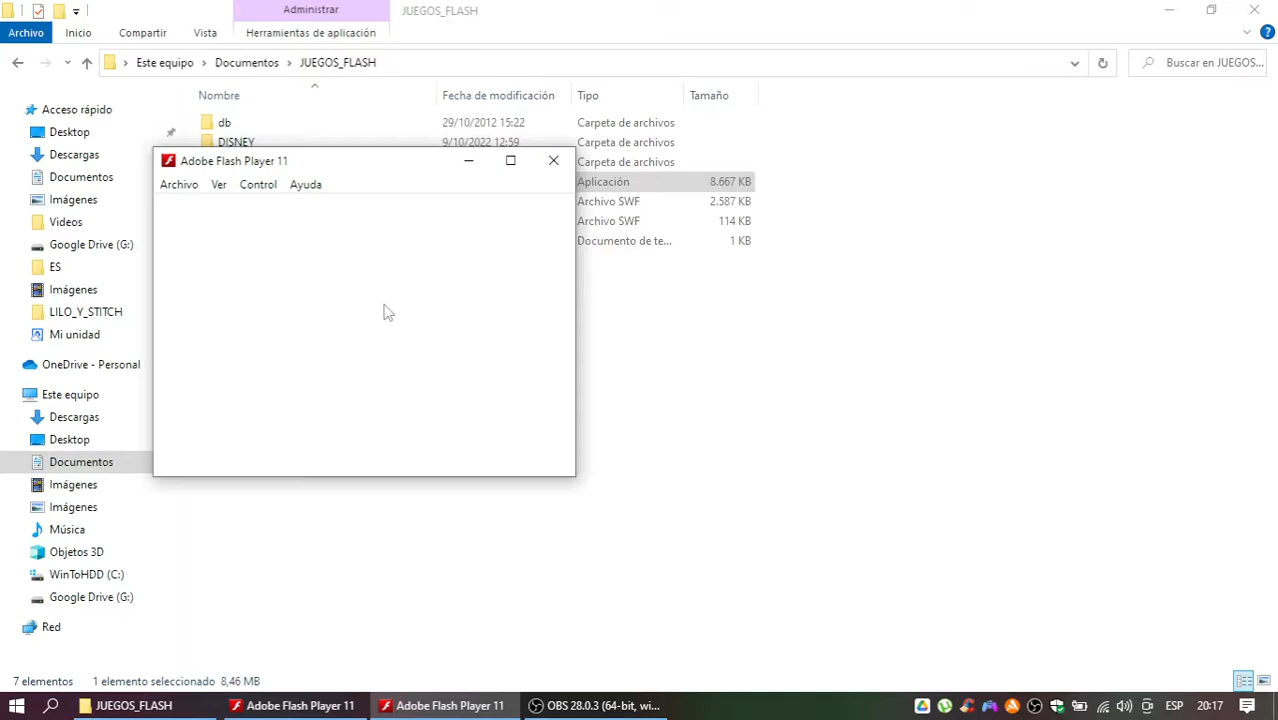 Administrar
JUEGOS_FLASH
Archivo
Inicio
Compartir
Vista
Herramientas de aplicación
Este equipo
Documentos
JUEGOS_FLASH
Buscar en JUEGOS...
Nombre
Fecha de modificación
Tipo
Tamaño
db
29/10/2012 15:22
Carpeta de archivos
DISNEY
9/10/2022 12:59
Carpeta de archivos
Carpeta de archivos
Aplicación
8.667 KB
Archivo SWF
2.587 KB
Archivo SWF
114 KB
Documento de te...
1 KB
Adobe Flash Player 11
Archivo
Ver
Control
Ayuda
Acceso rápido
Desktop
Descargas
Documentos
Imágenes
Videos
Google Drive (G:)
ES
Imágenes
LILO_Y_STITCH
Mi unidad
OneDrive - Personal
Este equipo
Descargas
Desktop
Documentos
Imágenes
Imágenes
Música
Objetos 3D
WinToHDD (C:)
Google Drive (G:)
Red
7 elementos
1 elemento seleccionado 8,46 MB
JUEGOS_FLASH
Adobe Flash Player 11
Adobe Flash Player 11
OBS 28.0.3 (64-bit, wi...
ESP
20:17